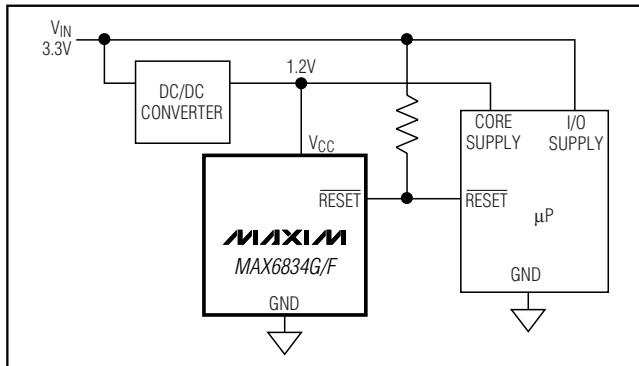 VIN
3.3V
1.2V
DC/DC
CONVERTER
CORE
SUPPLY
I/O
SUPPLY
VCC
RESET
RESET
MAXIM
MAX6834G/F
µP
GND
GND